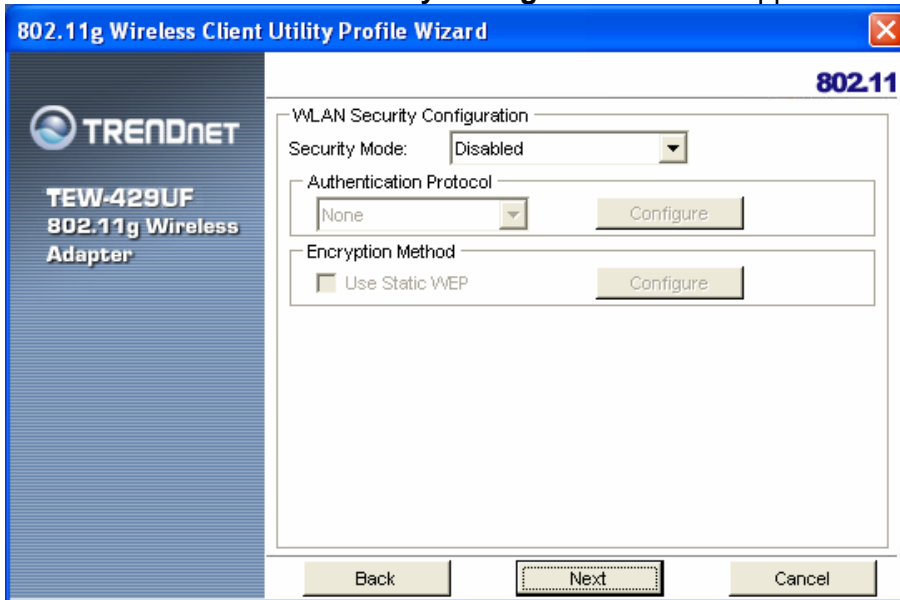 802.11g Wireless Client Utility Profile Wizard
802.11
TRENDNET
TEW-429UF
802.11g Wireless
Adapter
WLAN Security Configuration
Security Mode: Disabled
Authentication Protocol
None Configure
Encryption Method
Use Static WEP Configure
Back Next Cancel